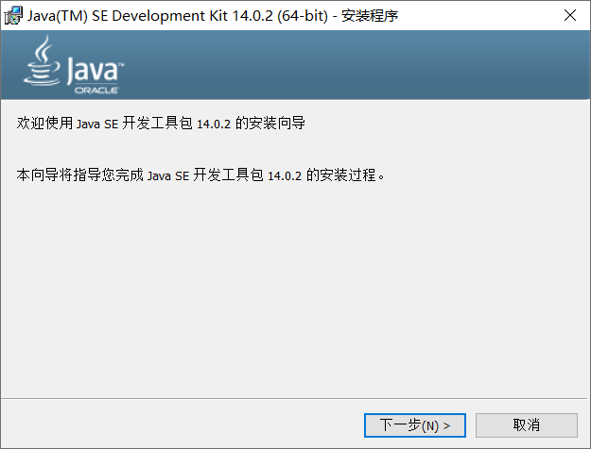 Java(TM) SE Development Kit 14.0.2 (64-bit) - 安装程序
Java™
ORACLE
欢迎使用 Java SE 开发工具包 14.0.2 的安装向导
本向导将指导您完成 Java SE 开发工具包 14.0.2 的安装过程。
下一步(N) > 取消